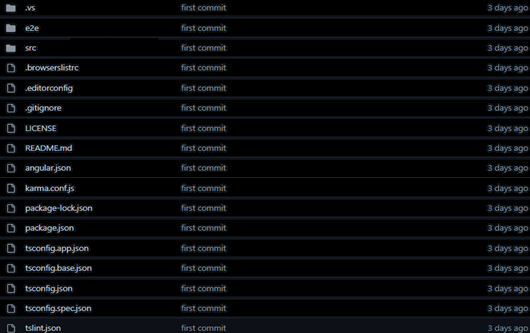 .vs first commit 3 days ago
e2e first commit 3 days ago
src first commit 3 days ago
.browserslistrc first commit 3 days ago
.editorconfig first commit 3 days ago
.gitignore first commit 3 days ago
LICENSE first commit 3 days ago
README.md first commit 3 days ago
angular.json first commit 3 days ago
karma.conf.js first commit 3 days ago
package-lock.json first commit 3 days ago
package.json first commit 3 days ago
tsconfig.app.json first commit 3 days ago
tsconfig.base.json first commit 3 days ago
tsconfig.json first commit 3 days ago
tsconfig.spec.json first commit 3 days ago
tslint.json first commit 3 days ago